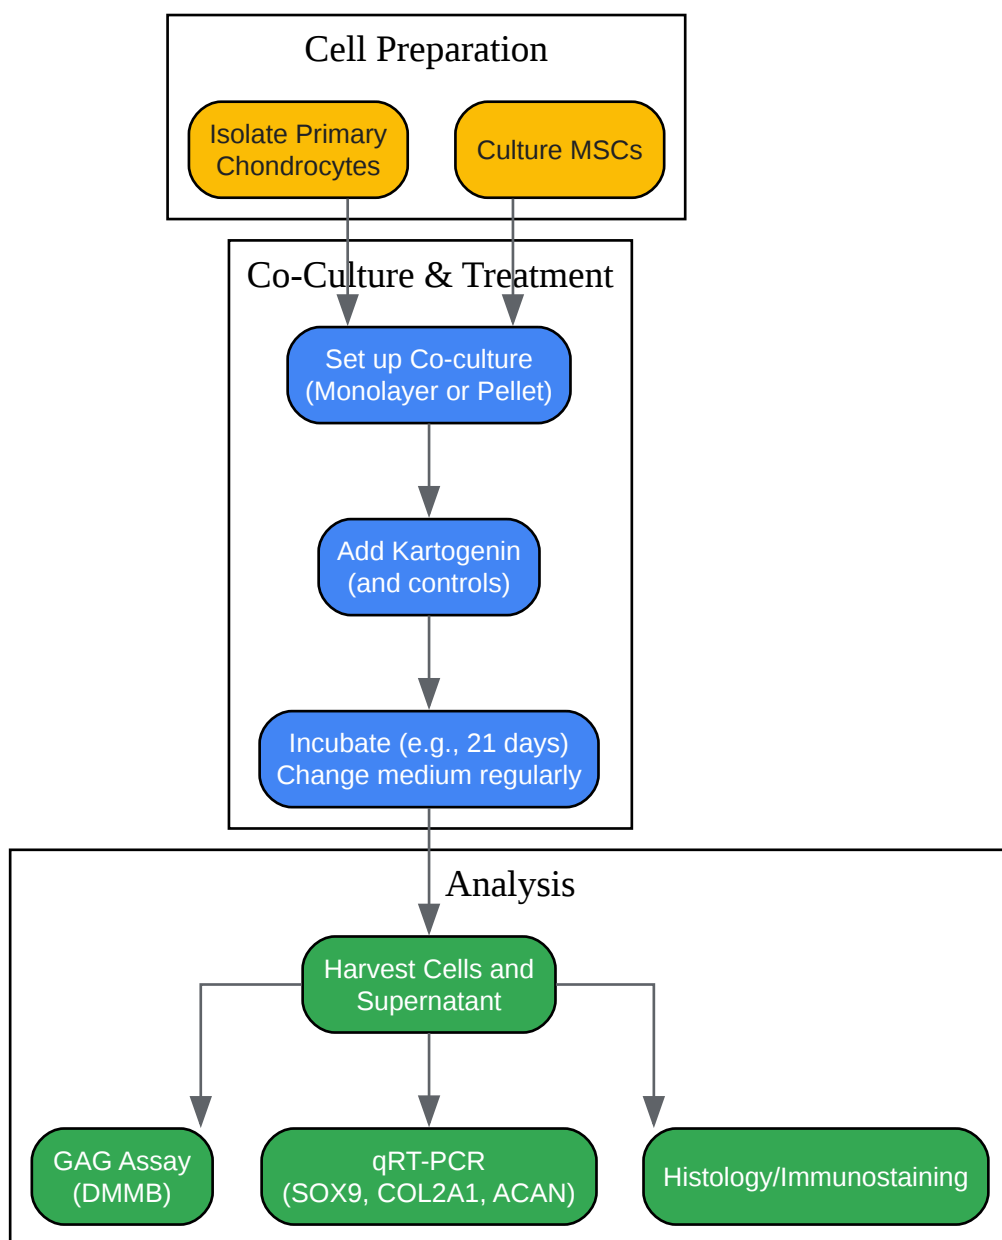 Cell Preparation
Isolate Primary
Chondrocytes
Culture MSCs
Co-Culture & Treatment
Set up Co-culture
(Monolayer or Pellet)
Add Kartogenin
(and controls)
Incubate (e.g., 21 days)
Change medium regularly
Analysis
Harvest Cells and
Supernatant
GAG Assay
(DMMB)
qRT-PCR
(SOX9, COL2A1, ACAN)
Histology/Immunostaining